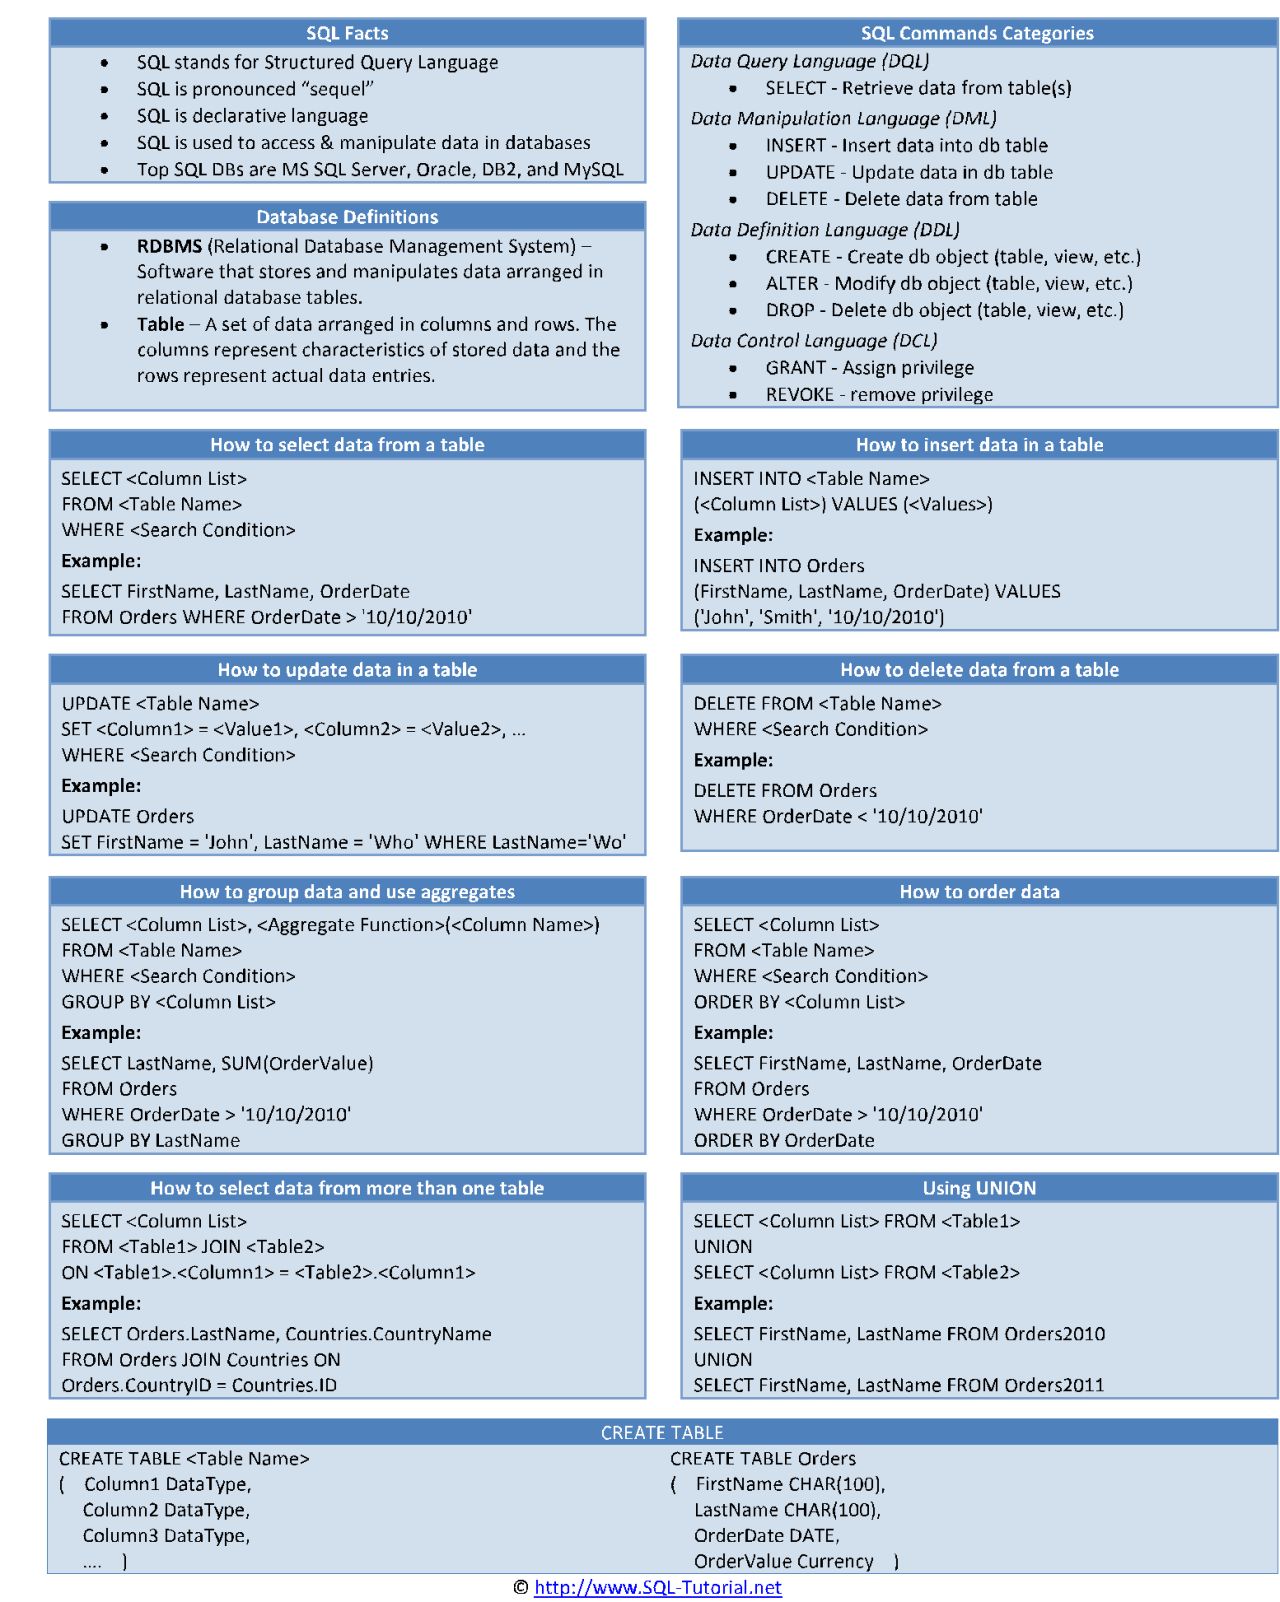 SQL Facts
• SQL stands for Structured Query Language
• SQL is pronounced “sequel”
• SQL is declarative language
• SQL is used to access & manipulate data in databases
• Top SQL DBs are MS SQL Server, Oracle, DB2, and MySQL
Database Definitions
• RDBMS (Relational Database Management System) –
Software that stores and manipulates data arranged in
relational database tables.
• Table – A set of data arranged in columns and rows. The
columns represent characteristics of stored data and the
rows represent actual data entries.
SQL Commands Categories
Data Query Language (DQL)
• SELECT - Retrieve data from table(s)
Data Manipulation Language (DML)
• INSERT - Insert data into db table
• UPDATE - Update data in db table
• DELETE - Delete data from table
Data Definition Language (DDL)
• CREATE - Create db object (table, view, etc.)
• ALTER - Modify db object (table, view, etc.)
• DROP - Delete db object (table, view, etc.)
Data Control Language (DCL)
• GRANT - Assign privilege
• REVOKE - remove privilege
How to select data from a table
SELECT <Column List>
FROM <Table Name>
WHERE <Search Condition>
Example:
SELECT FirstName, LastName, OrderDate
FROM Orders WHERE OrderDate > '10/10/2010'
How to insert data in a table
INSERT INTO <Table Name>
(<Column List>) VALUES (<Values>)
Example:
INSERT INTO Orders
(FirstName, LastName, OrderDate) VALUES
('John', 'Smith', '10/10/2010')
How to update data in a table
UPDATE <Table Name>
SET <Column1> = <Value1>, <Column2> = <Value2>, …
WHERE <Search Condition>
Example:
UPDATE Orders
SET FirstName = 'John', LastName = 'Who' WHERE LastName='Wo'
How to delete data from a table
DELETE FROM <Table Name>
WHERE <Search Condition>
Example:
DELETE FROM Orders
WHERE OrderDate < '10/10/2010'
How to group data and use aggregates
SELECT <Column List>, <Aggregate Function>(<Column Name>)
FROM <Table Name>
WHERE <Search Condition>
GROUP BY <Column List>
Example:
SELECT LastName, SUM(OrderValue)
FROM Orders
WHERE OrderDate > '10/10/2010'
GROUP BY LastName
How to order data
SELECT <Column List>
FROM <Table Name>
WHERE <Search Condition>
ORDER BY <Column List>
Example:
SELECT FirstName, LastName, OrderDate
FROM Orders
WHERE OrderDate > '10/10/2010'
ORDER BY OrderDate
How to select data from more than one table
SELECT <Column List>
FROM <Table1> JOIN <Table2>
ON <Table1>.<Column1> = <Table2>.<Column1>
Example:
SELECT Orders.LastName, Countries.CountryName
FROM Orders JOIN Countries ON
Orders.CountryID = Countries.ID
Using UNION
SELECT <Column List> FROM <Table1>
UNION
SELECT <Column List> FROM <Table2>
Example:
SELECT FirstName, LastName FROM Orders2010
UNION
SELECT FirstName, LastName FROM Orders2011
CREATE TABLE
CREATE TABLE <Table Name>
( Column1 DataType,
Column2 DataType,
Column3 DataType,
.... )
CREATE TABLE Orders
( FirstName CHAR(100),
LastName CHAR(100),
OrderDate DATE,
OrderValue Currency )
© http://www.SQL-Tutorial.net